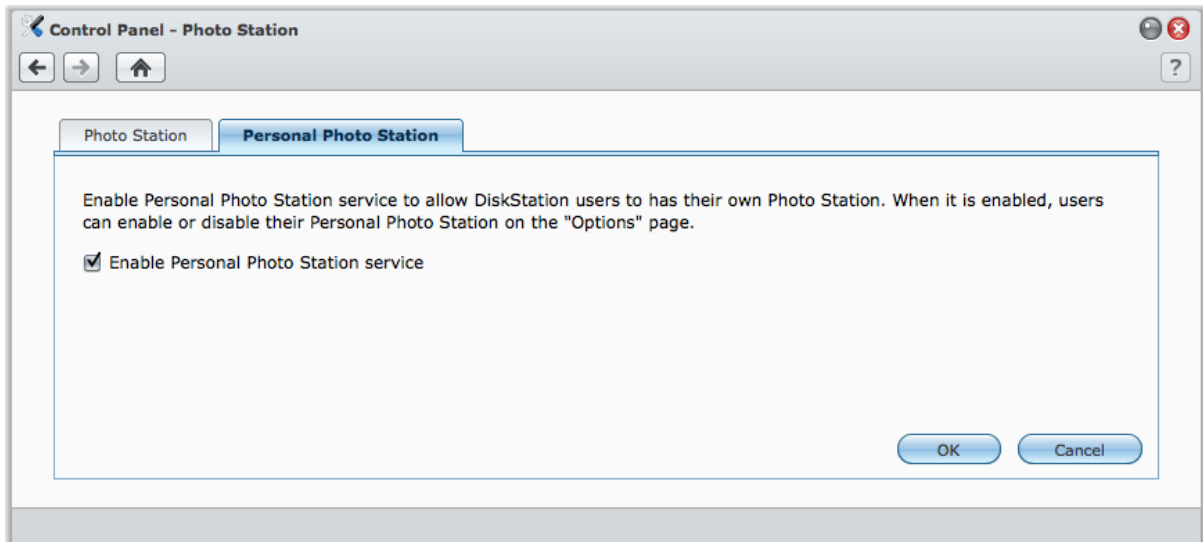 Control Panel - Photo Station
?
Photo Station
Personal Photo Station
Enable Personal Photo Station service to allow DiskStation users to has their own Photo Station. When it is enabled, users
can enable or disable their Personal Photo Station on the "Options" page.
Enable Personal Photo Station service
OK
Cancel